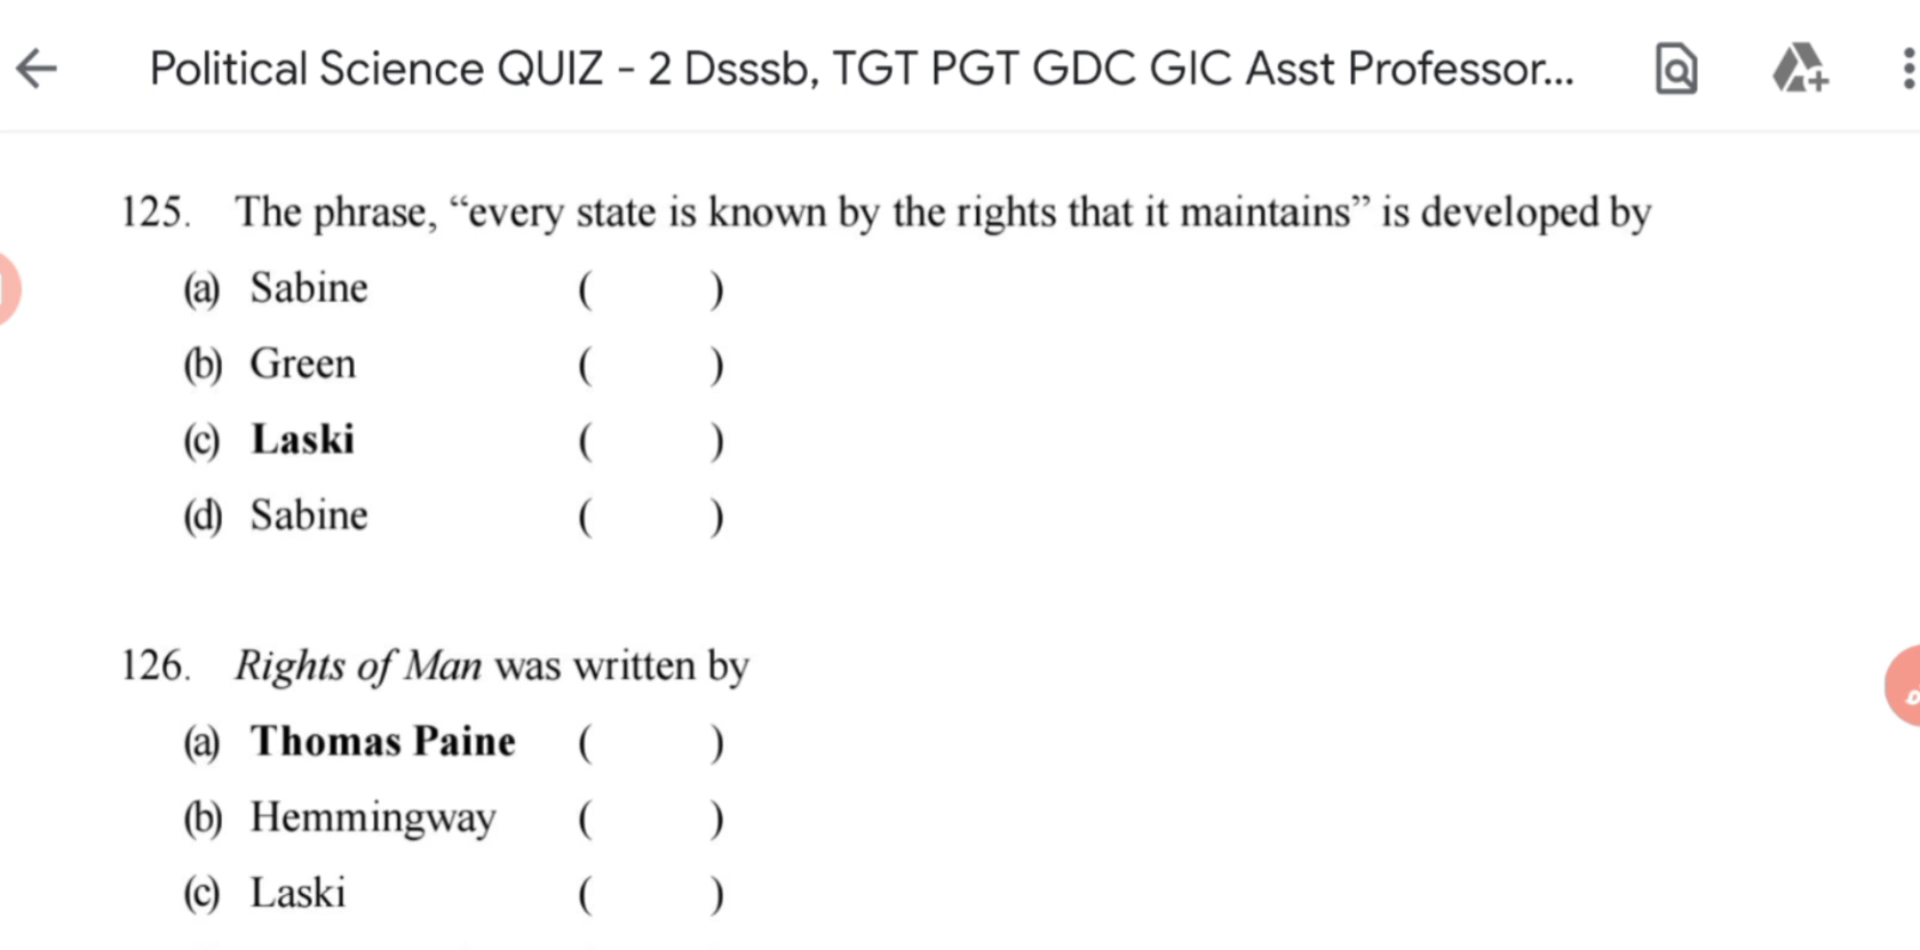 Political Science QUIZ - 2 Dsssb, TGT PGT GDC GIC Asst Professor...
125. The phrase, “every state is known by the rights that it maintains” is developed by
(a) Sabine ( )
(b) Green ( )
(c) Laski ( )
(d) Sabine ( )
126. Rights of Man was written by
(a) Thomas Paine ( )
(b) Hemmingway ( )
(c) Laski ( )